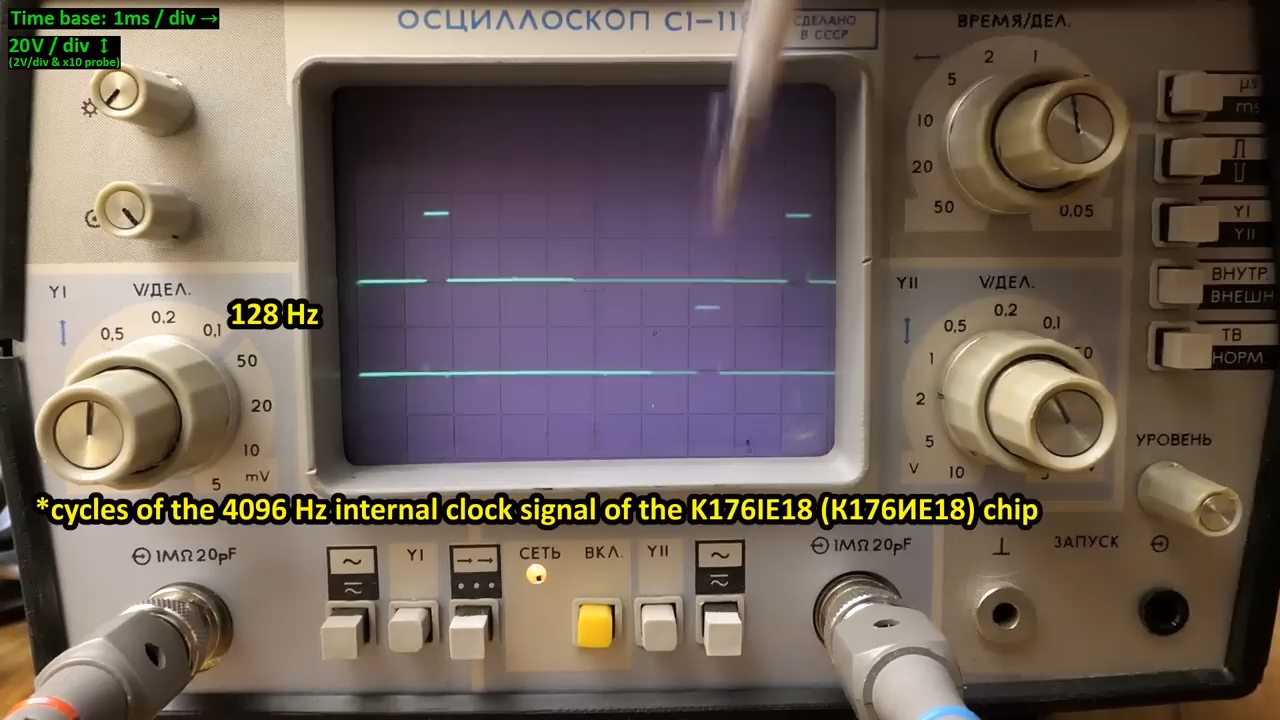 Time base: 1ms / div →
20V / div ↕
(2V/div & x10 probe)
ОСЦИЛЛОСКОП С1-11
СДЕЛАНО
В СССР
ВРЕМЯ/ДЕЛ.
2
1
5
10
20
50
0,05
µs
ms
YI
YII
ВНУТР.
ВНЕШН
ТВ
НОРМ.
YI
V/ДЕЛ.
0,5
0.2
0,1
50
20
10
5
mV
128 Hz
YII
V/ДЕЛ.
0,5
0.2
0,1
1
2
5
10
V
УРОВЕНЬ
*cycles of the 4096 Hz internal clock signal of the K176IE18 (К176ИЕ18) chip
1MΩ 20pF
YI
СЕТЬ
ВКЛ.
YII
1MΩ 20pF
ЗАПУСК